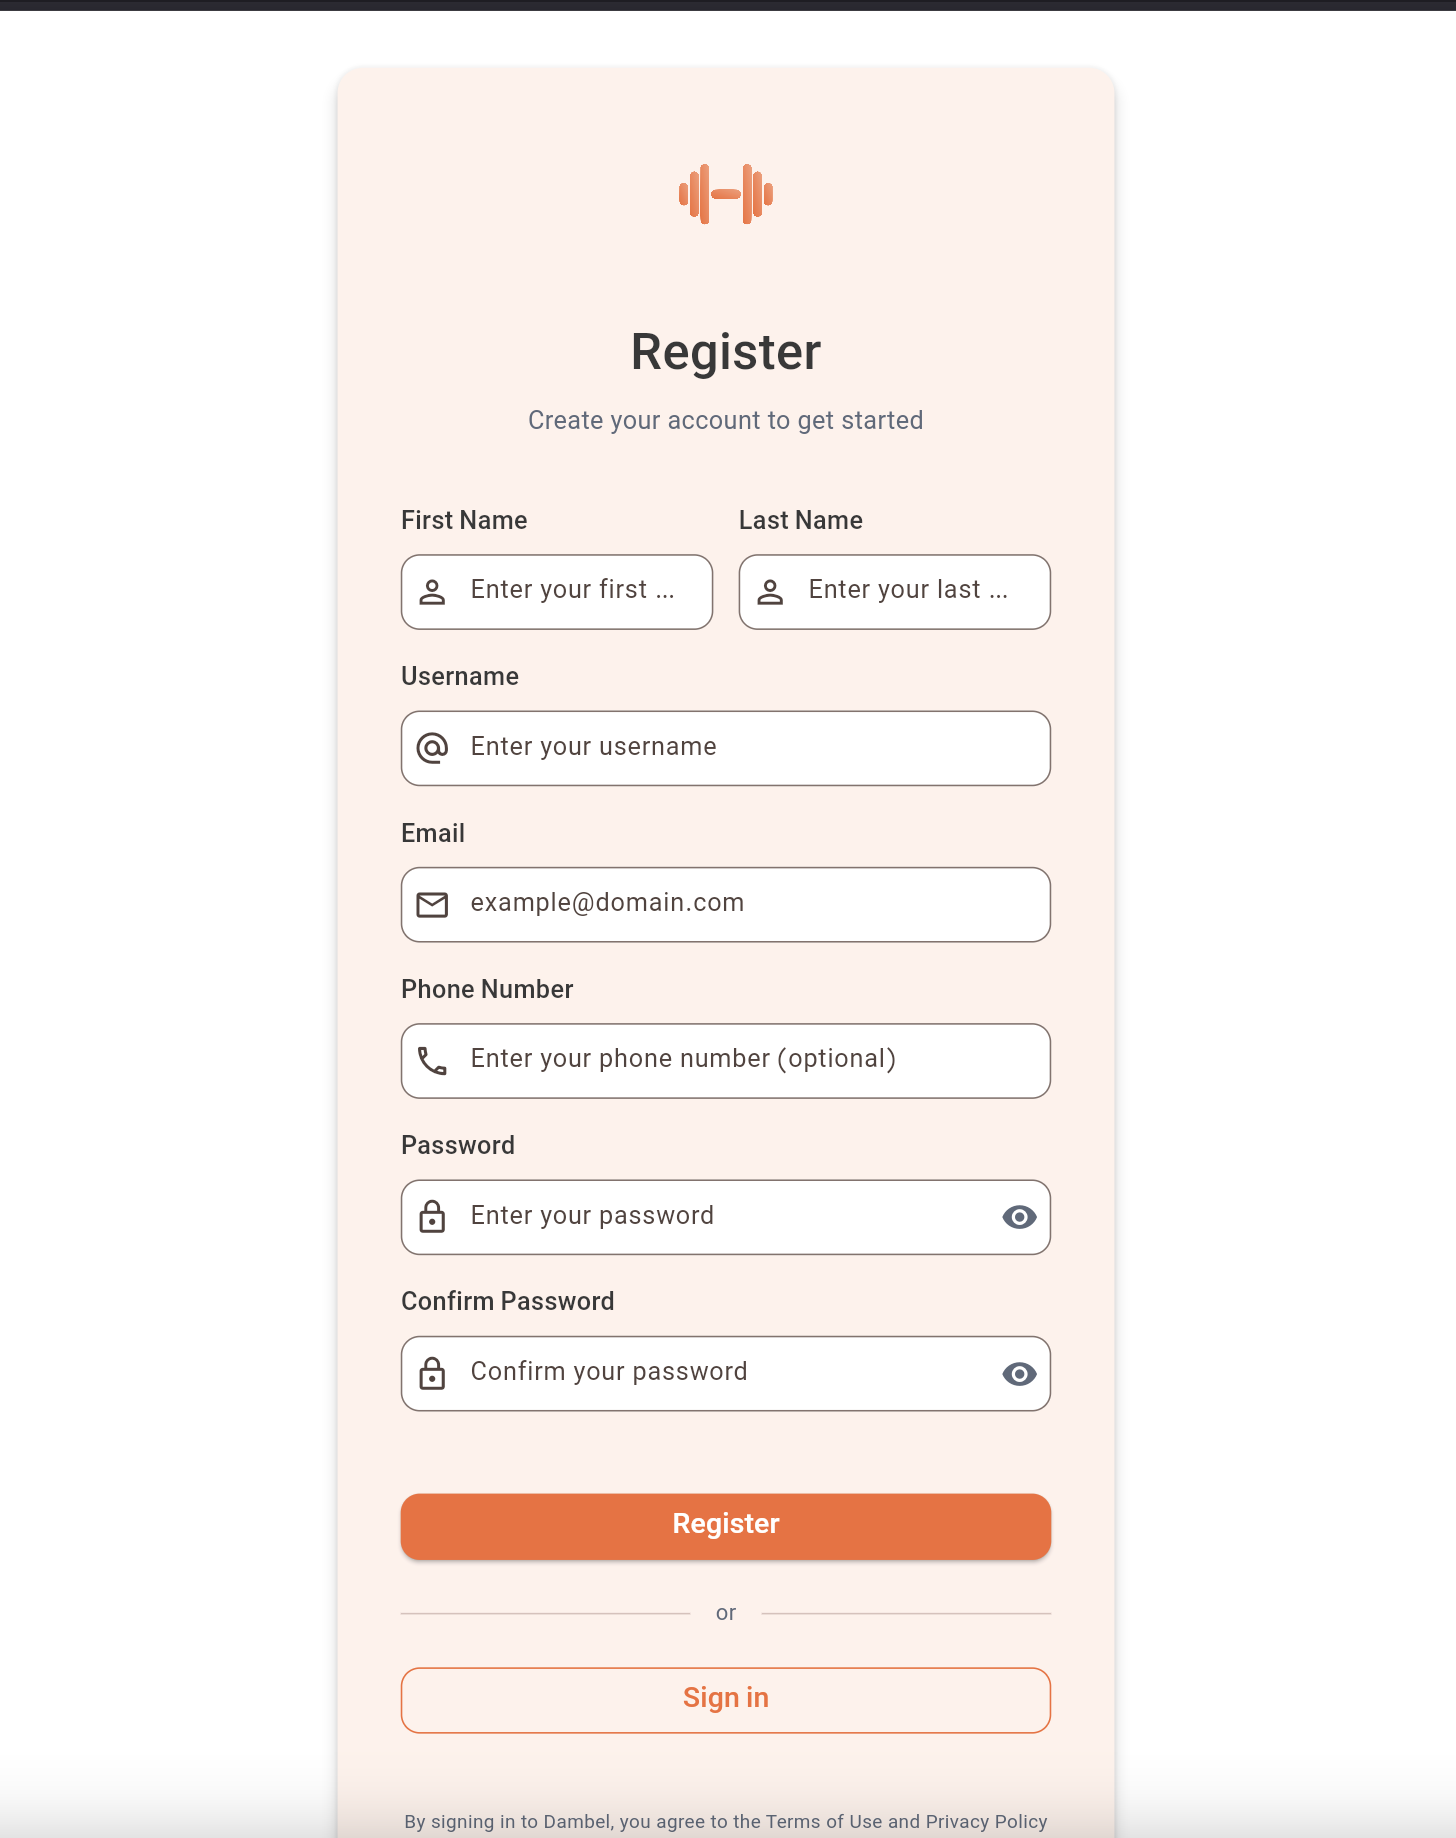 Register
Create your account to get started
First Name
Last Name
Enter your first ...
Enter your last ...
Username
Enter your username
Email
example@domain.com
Phone Number
Enter your phone number (optional)
Password
Enter your password
Confirm Password
Confirm your password
Register
or
Sign in
By signing in to Dambel, you agree to the Terms of Use and Privacy Policy